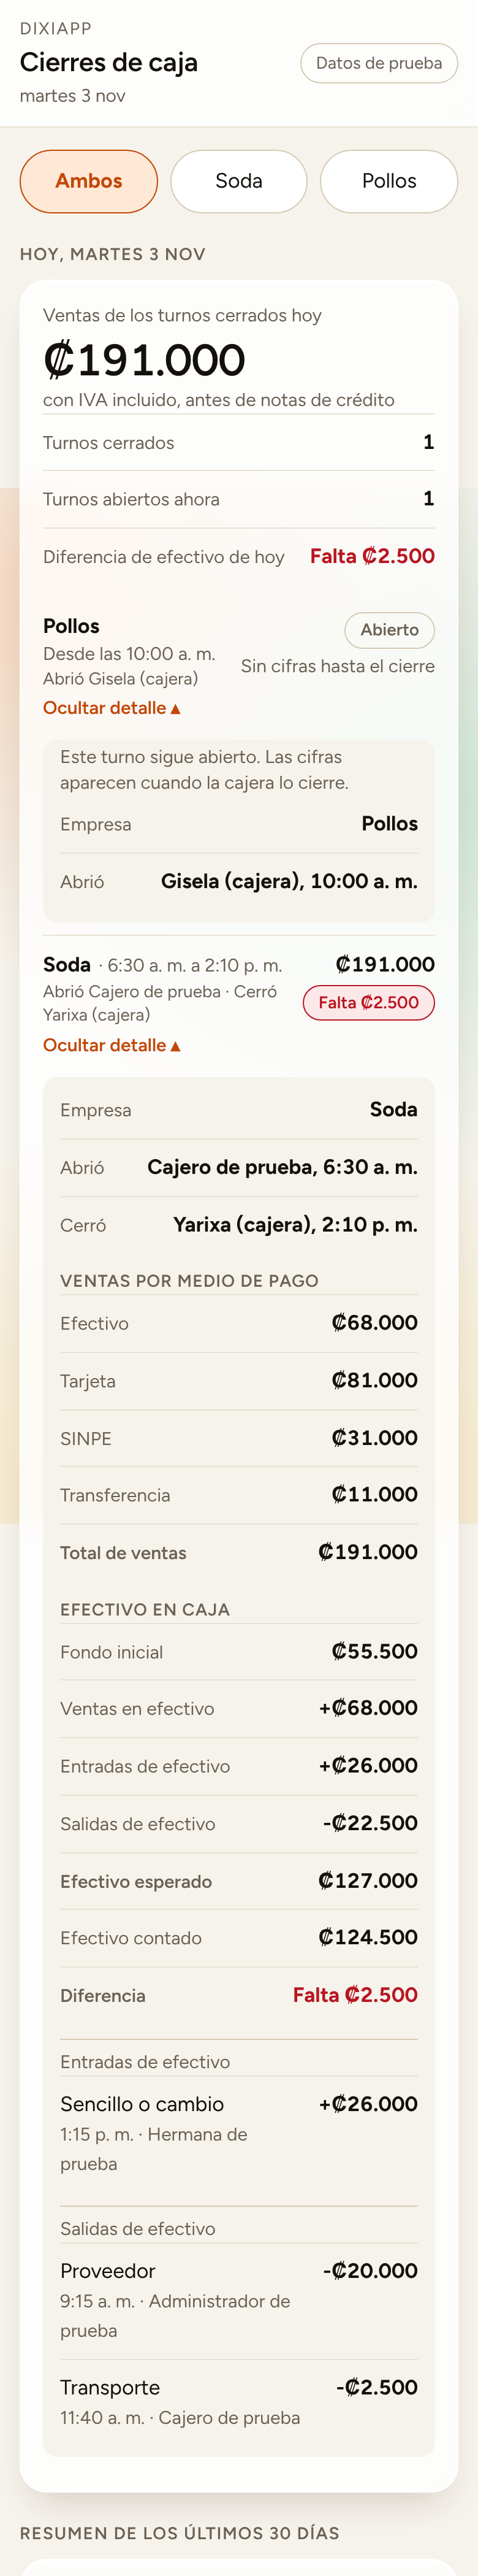 DIXIAPP
Cierres de caja
martes 3 nov
Datos de prueba
Ambos
Soda
Pollos
HOY, MARTES 3 NOV
Ventas de los turnos cerrados hoy
₡191.000
con IVA incluido, antes de notas de crédito
Turnos cerrados 1
Turnos abiertos ahora 1
Diferencia de efectivo de hoy Falta ₡2.500
Pollos Abierto
Desde las 10:00 a. m. Sin cifras hasta el cierre
Abrió Gisela (cajera)
Ocultar detalle ▴
Este turno sigue abierto. Las cifras
aparecen cuando la cajera lo cierre.
Empresa Pollos
Abrió Gisela (cajera), 10:00 a. m.
Soda · 6:30 a. m. a 2:10 p. m. ₡191.000
Abrió Cajero de prueba · Cerró Falta ₡2.500
Yarixa (cajera)
Ocultar detalle ▴
Empresa Soda
Abrió Cajero de prueba, 6:30 a. m.
Cerró Yarixa (cajera), 2:10 p. m.
VENTAS POR MEDIO DE PAGO
Efectivo ₡68.000
Tarjeta ₡81.000
SINPE ₡31.000
Transferencia ₡11.000
Total de ventas ₡191.000
EFECTIVO EN CAJA
Fondo inicial ₡55.500
Ventas en efectivo +₡68.000
Entradas de efectivo +₡26.000
Salidas de efectivo -₡22.500
Efectivo esperado ₡127.000
Efectivo contado ₡124.500
Diferencia Falta ₡2.500
Entradas de efectivo
Sencillo o cambio +₡26.000
1:15 p. m. · Hermana de
prueba
Salidas de efectivo
Proveedor -₡20.000
9:15 a. m. · Administrador de
prueba
Transporte -₡2.500
11:40 a. m. · Cajero de prueba
RESUMEN DE LOS ÚLTIMOS 30 DÍAS